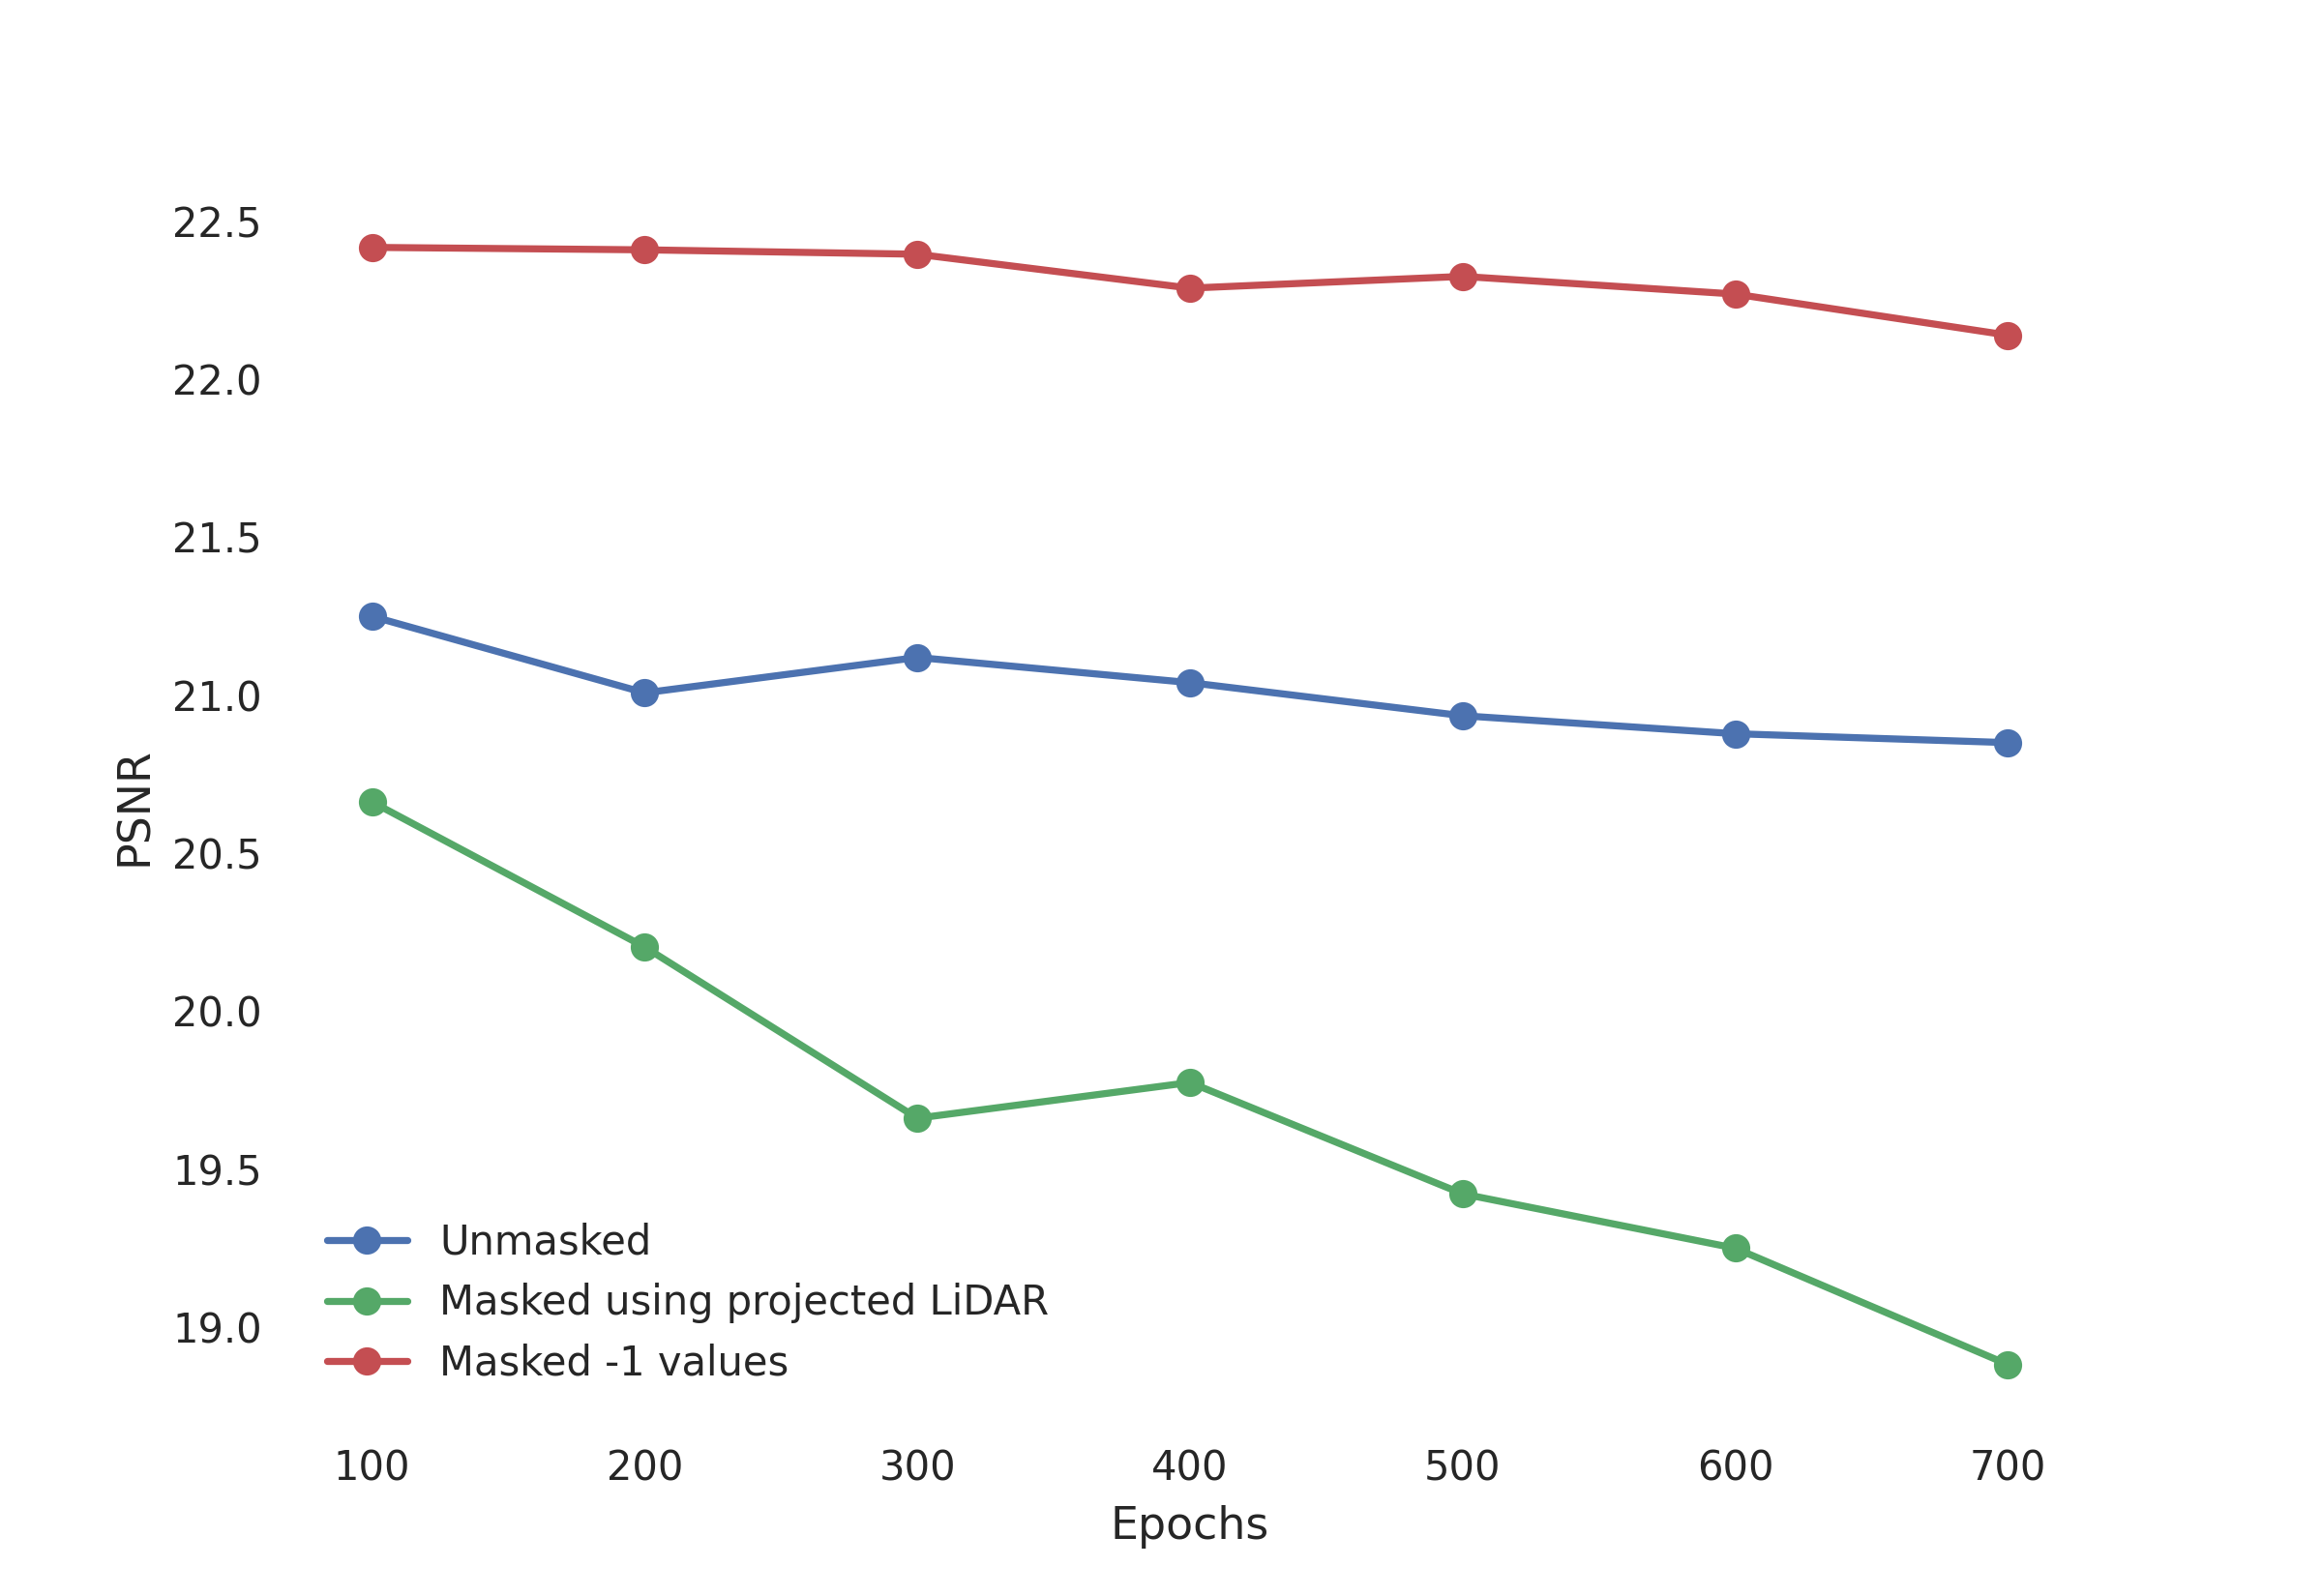 22.5
22.0
21.5
21.0
20.5
20.0
19.5
19.0
PSNR
Unmasked
Masked using projected LiDAR
Masked -1 values
100 200 300 400 500 600 700
Epochs